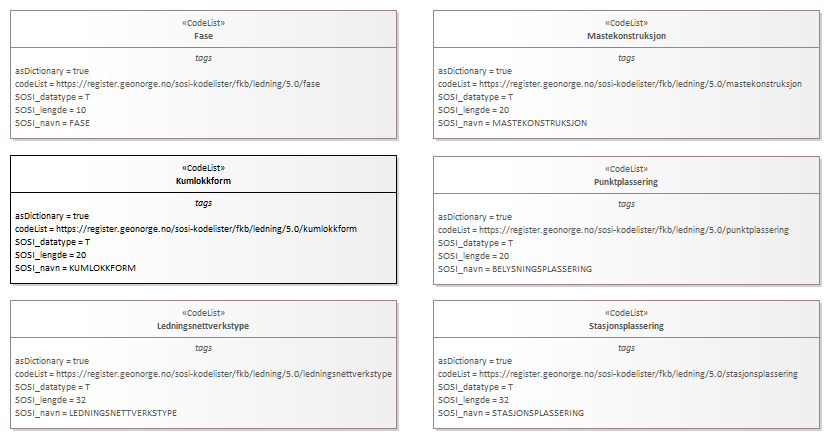 «CodeList»
Fase
tags
asDictionary = true
codeList = https://register.geonorge.no/sosi-kodelister/fkb/ledning/5.0/fase
SOSI_datatype = T
SOSI_lengde = 10
SOSI_navn = FASE
«CodeList»
Mastekonstruksjon
tags
asDictionary = true
codeList = https://register.geonorge.no/sosi-kodelister/fkb/ledning/5.0/mastekonstruksjon
SOSI_datatype = T
SOSI_lengde = 20
SOSI_navn = MASTEKONSTRUKSJON
«CodeList»
Kumlokkform
tags
asDictionary = true
codeList = https://register.geonorge.no/sosi-kodelister/fkb/ledning/5.0/kumlokkform
SOSI_datatype = T
SOSI_lengde = 20
SOSI_navn = KUMLOKKFORM
«CodeList»
Punktplassering
tags
asDictionary = true
codeList = https://register.geonorge.no/sosi-kodelister/fkb/ledning/5.0/punktplassering
SOSI_datatype = T
SOSI_lengde = 20
SOSI_navn = BELYSNINGSPLASSERING
«CodeList»
Ledningsnettverkstype
tags
asDictionary = true
codeList = https://register.geonorge.no/sosi-kodelister/fkb/ledning/5.0/ledningsnettverkstype
SOSI_datatype = T
SOSI_lengde = 32
SOSI_navn = LEDNINGSNETTVERKSTYPE
«CodeList»
Stasjonsplassering
tags
asDictionary = true
codeList = https://register.geonorge.no/sosi-kodelister/fkb/ledning/5.0/stasjonsplassering
SOSI_datatype = T
SOSI_lengde = 32
SOSI_navn = STASJONSPLASSERING